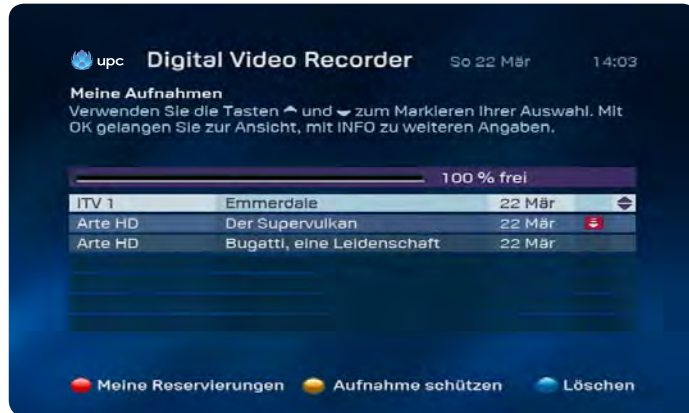 upc Digital Video Recorder So 22 Mär 14:03
Meine Aufnahmen
Verwenden Sie die Tasten und zum Markieren Ihrer Auswahl. Mit
OK gelangen Sie zur Ansicht, mit INFO zu weiteren Angaben.
100 % frei
ITV 1 Emmerdale 22 Mär
Arte HD Der Supervulkan 22 Mär
Arte HD Bugatti, eine Leidenschaft 22 Mär
Meine Reservierungen Aufnahme schützen Löschen